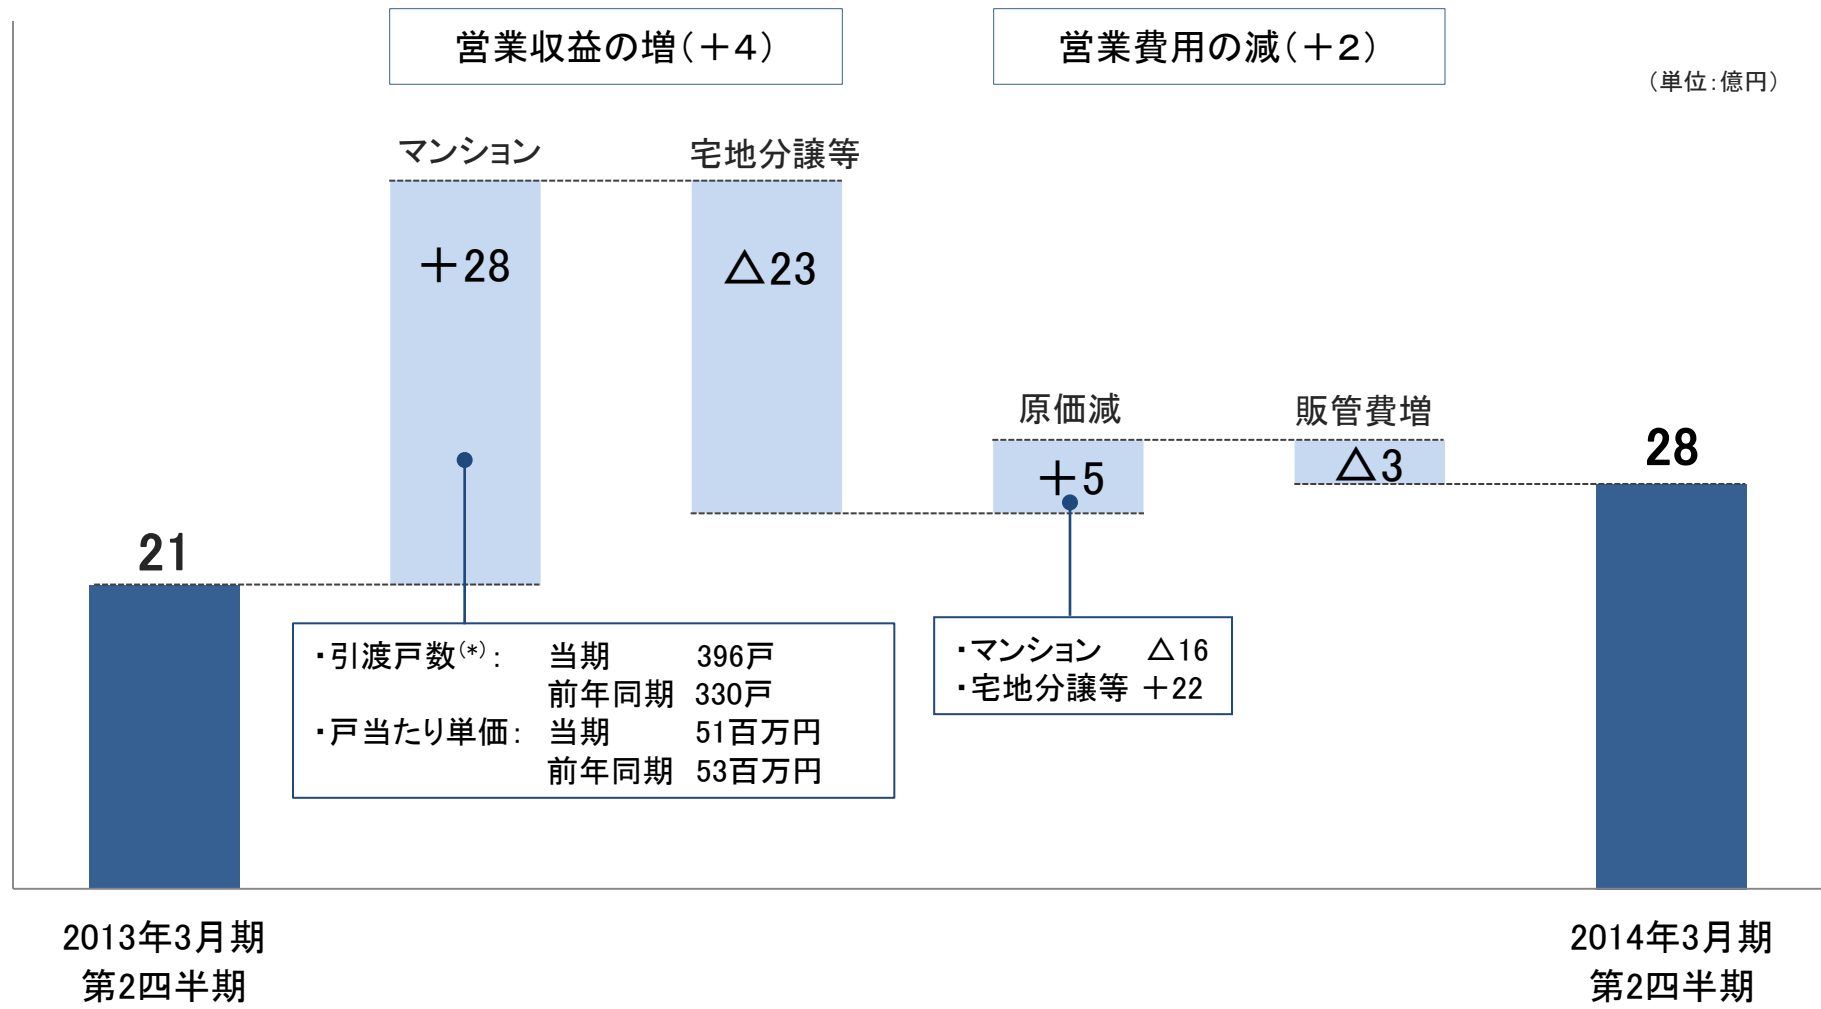 営業収益の増(＋4)
営業費用の減(＋2)
(単位:億円)
マンション
宅地分譲等
＋28
△23
原価減
販管費増
＋5
△3
21
28
・引渡戸数(*): 当期 396戸
前年同期 330戸
・戸当たり単価: 当期 51百万円
前年同期 53百万円
・マンション △16
・宅地分譲等 ＋22
2013年3月期
第2四半期
2014年3月期
第2四半期